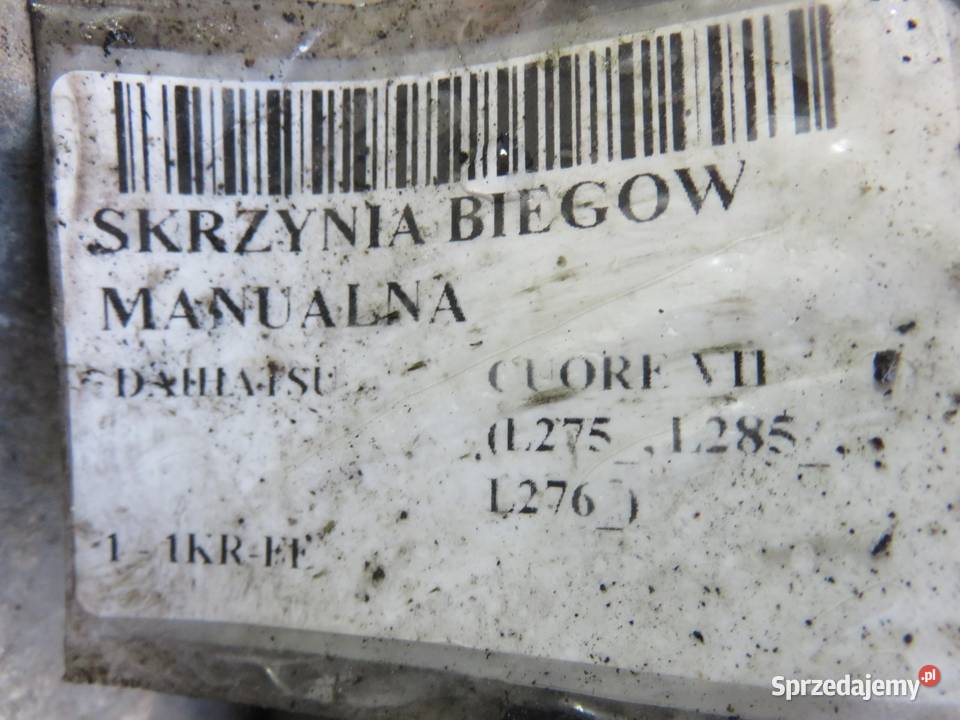 SKRZYNIA BIEGOW
MANUALNA
DAIHATSU CUORE VII
(L275_, L285_,
L276_)
1 - 1KR-FE
Sprzedajemy.pl